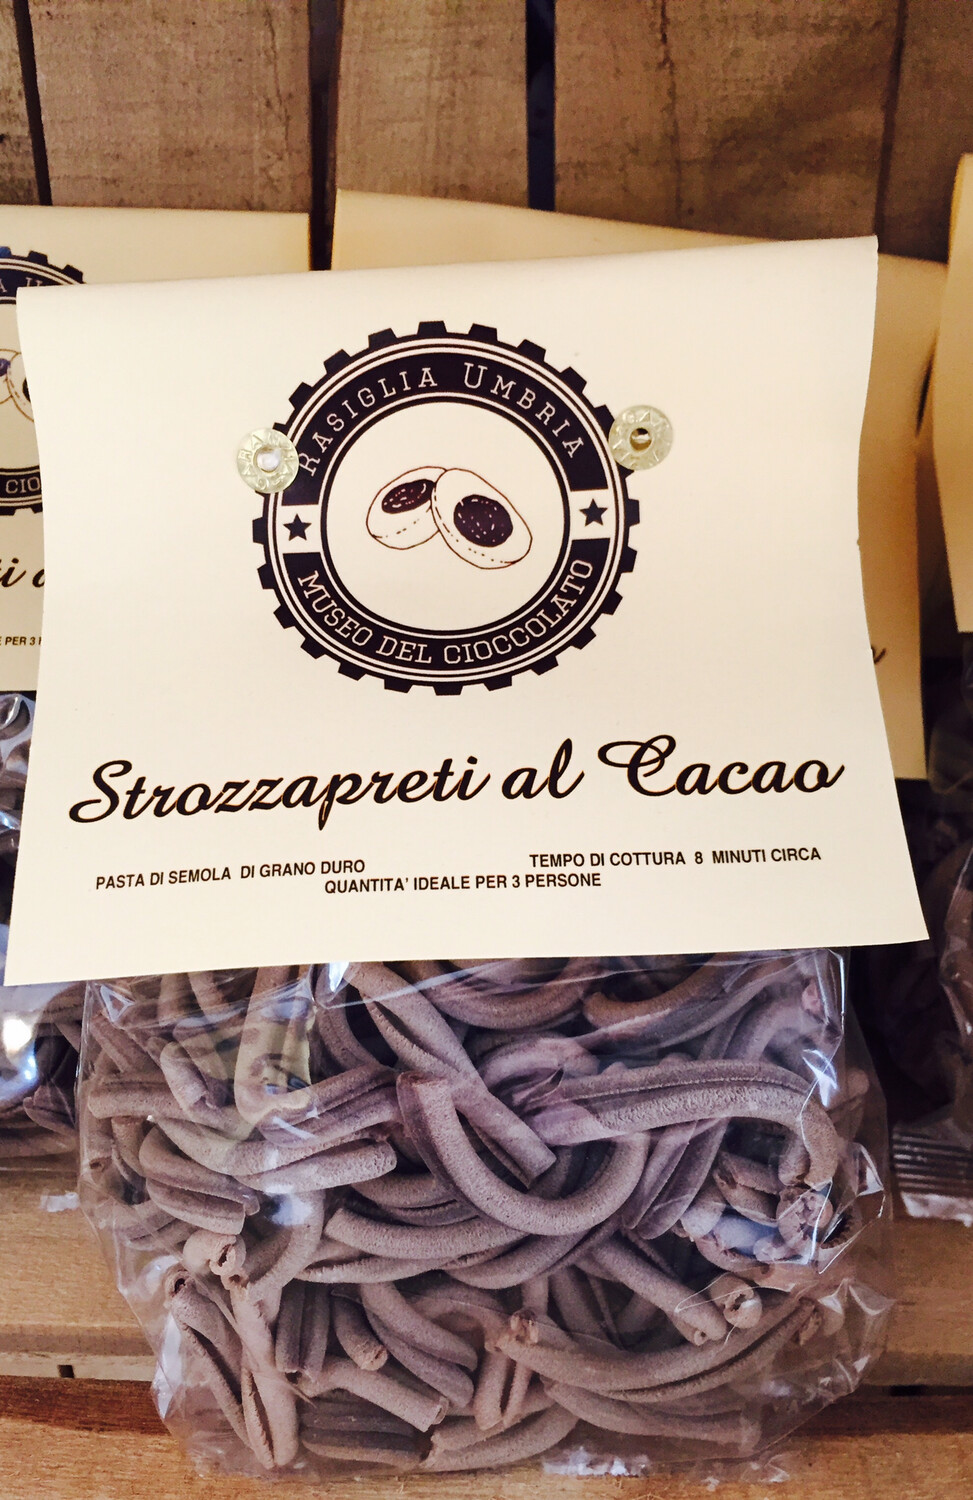 RASIGLIA UMBRIA
MUSEO DEL CIOCCOLATO
Strozzapreti al Cacao
PASTA DI SEMOLA DI GRANO DURO
TEMPO DI COTTURA 8 MINUTI CIRCA
QUANTITA' IDEALE PER 3 PERSONE